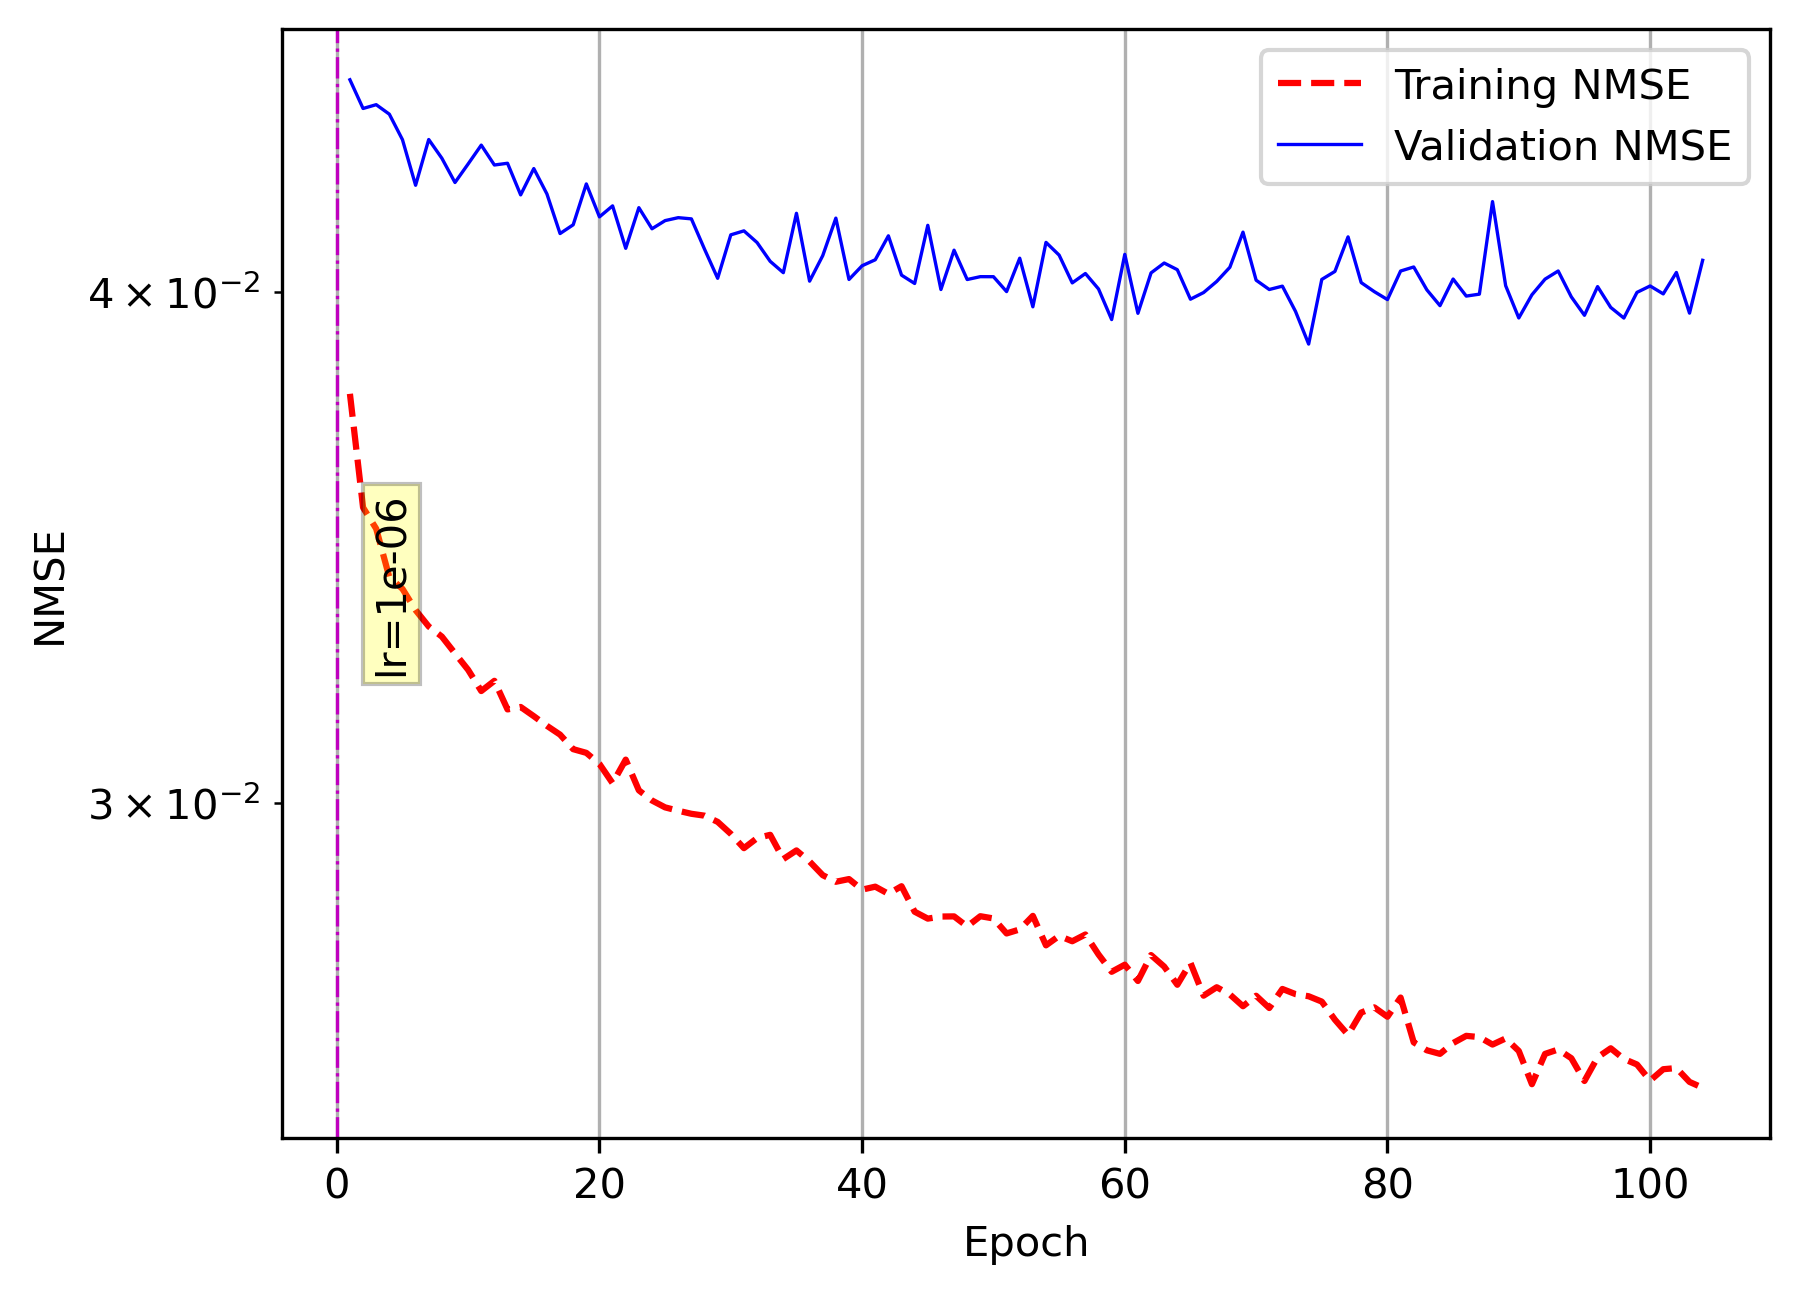 Training NMSE
Validation NMSE
4 × 10⁻²
3 × 10⁻²
NMSE
lr=1e-06
0 20 40 60 80 100
Epoch